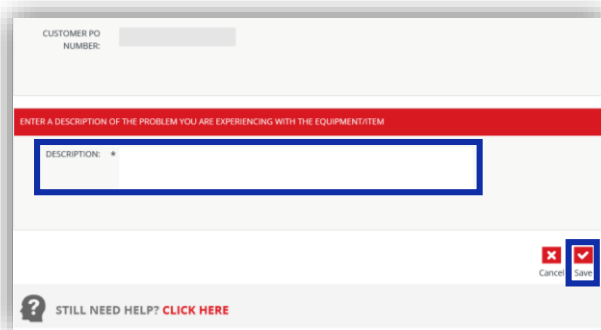 CUSTOMER PO
NUMBER:
ENTER A DESCRIPTION OF THE PROBLEM YOU ARE EXPERIENCING WITH THE EQUIPMENT/ITEM
DESCRIPTION: *
Cancel Save
STILL NEED HELP? CLICK HERE